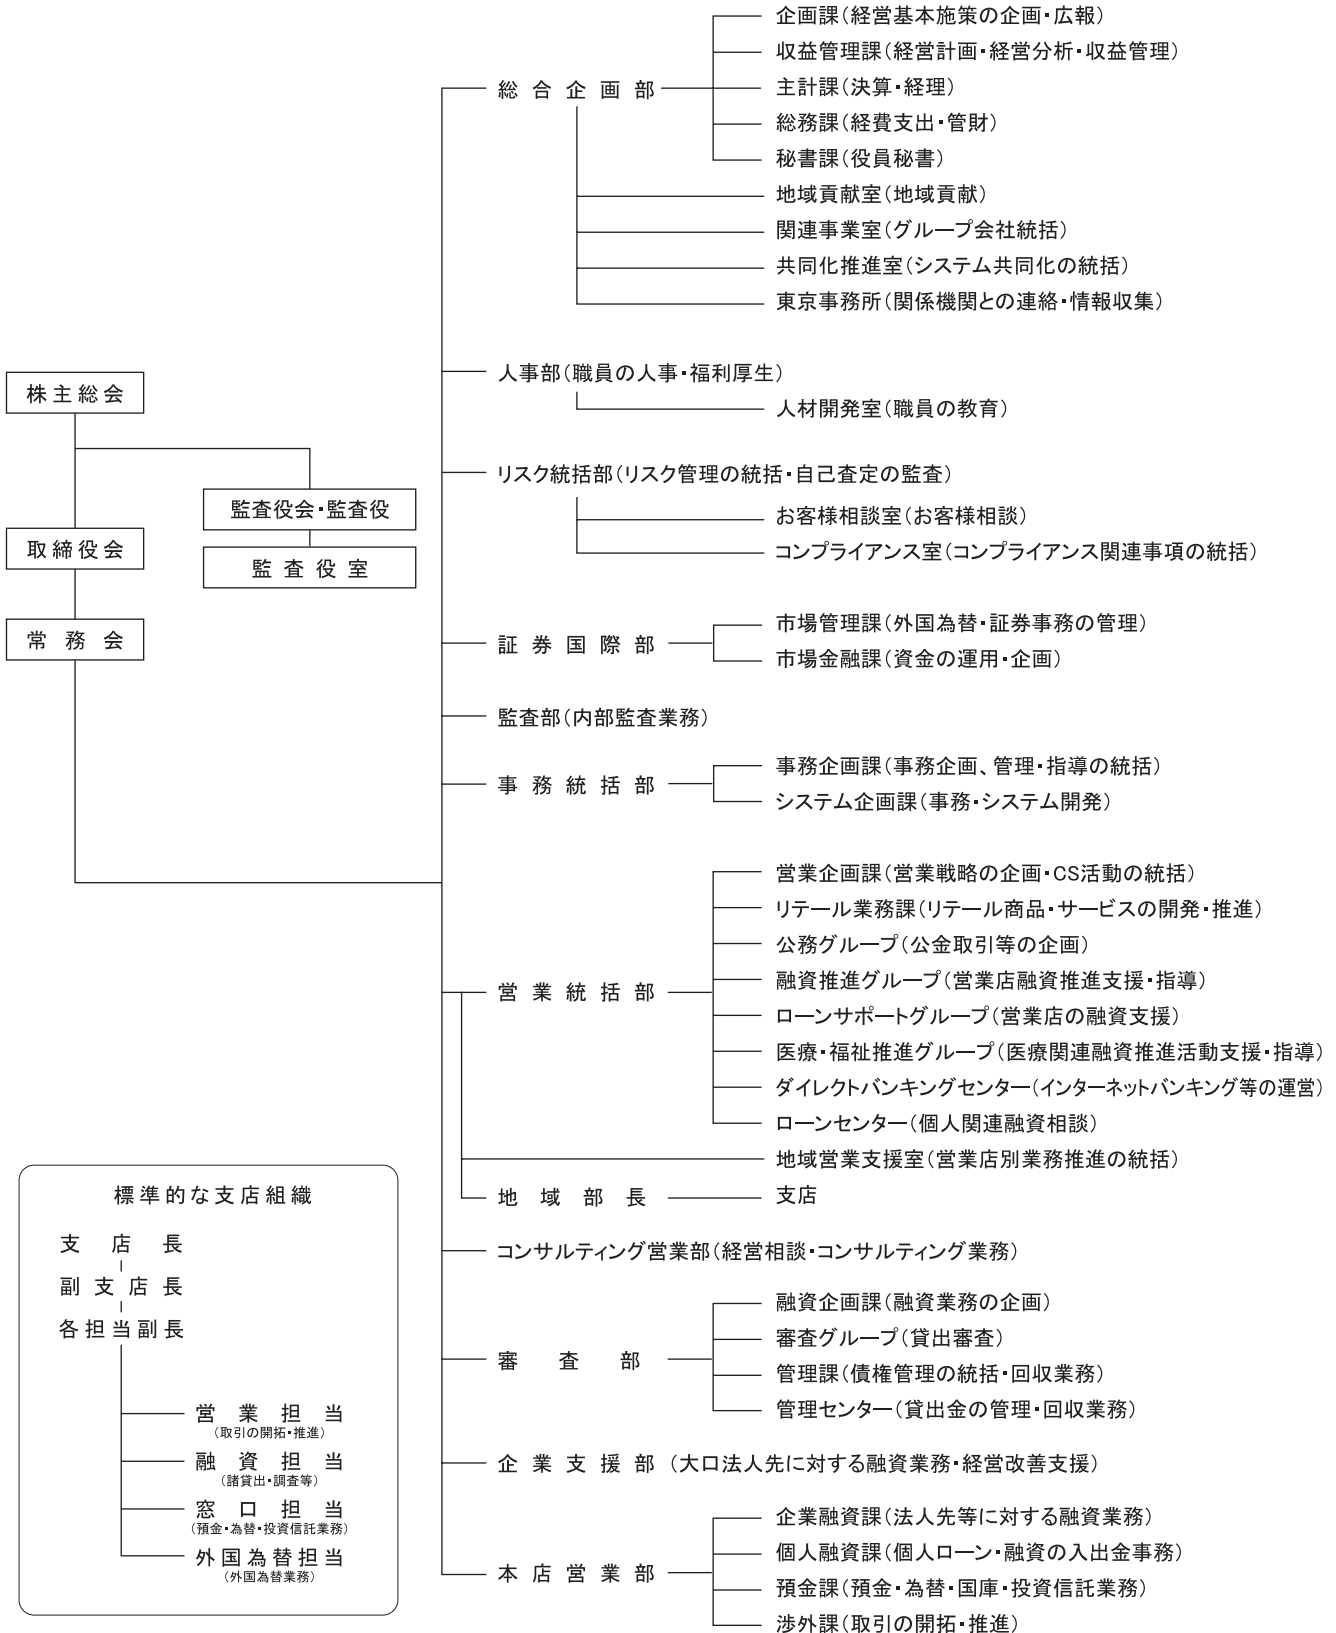 株主総会
監査役会・監査役
監査役室
取締役会
常務会
総合企画部
企画課(経営基本施策の企画・広報)
収益管理課(経営計画・経営分析・収益管理)
主計課(決算・経理)
総務課(経費支出・管財)
秘書課(役員秘書)
地域貢献室(地域貢献)
関連事業室(グループ会社統括)
共同化推進室(システム共同化の統括)
東京事務所(関係機関との連絡・情報収集)
人事部(職員の人事・福利厚生)
人材開発室(職員の教育)
リスク統括部(リスク管理の統括・自己査定の監査)
お客様相談室(お客様相談)
コンプライアンス室(コンプライアンス関連事項の統括)
証券国際部
市場管理課(外国為替・証券事務の管理)
市場金融課(資金の運用・企画)
監査部(内部監査業務)
事務統括部
事務企画課(事務企画、管理・指導の統括)
システム企画課(事務・システム開発)
営業統括部
営業企画課(営業戦略の企画・CS活動の統括)
リテール業務課(リテール商品・サービスの開発・推進)
公務グループ(公金取引等の企画)
融資推進グループ(営業店融資推進支援・指導)
ローンサポートグループ(営業店の融資支援)
医療・福祉推進グループ(医療関連融資推進活動支援・指導)
ダイレクトバンキングセンター(インターネットバンキング等の運営)
ローンセンター(個人関連融資相談)
地域営業支援室(営業店別業務推進の統括)
地域部長
支店
コンサルティング営業部(経営相談・コンサルティング業務)
審査部
融資企画課(融資業務の企画)
審査グループ(貸出審査)
管理課(債権管理の統括・回収業務)
管理センター(貸出金の管理・回収業務)
企業支援部(大口法人先に対する融資業務・経営改善支援)
本店営業部
企業融資課(法人先等に対する融資業務)
個人融資課(個人ローン・融資の入出金事務)
預金課(預金・為替・国庫・投資信託業務)
渉外課(取引の開拓・推進)
標準的な支店組織
支店長
副支店長
各担当副長
営業担当
(取引の開拓・推進)
融資担当
(諸貸出・調査等)
窓口担当
(預金・為替・投資信託業務)
外国為替担当
(外国為替業務)